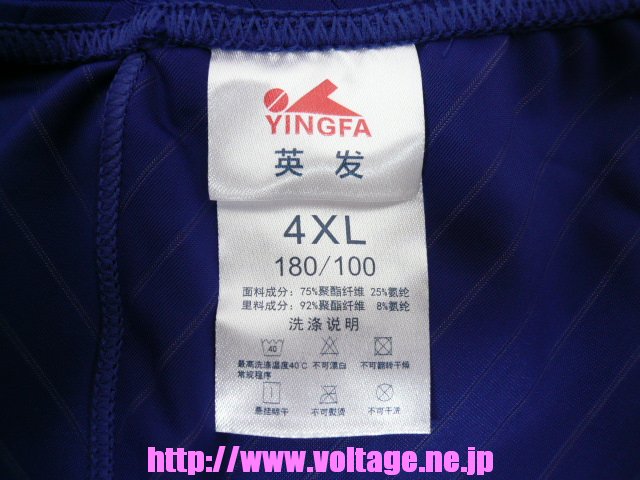 YINGFA
英 发
4XL
180/100
面料成分：75%聚酯纤维 25%氨纶
里料成分：92%聚酯纤维 8%氨纶
洗涤说明
40
最高洗涤温度40℃ 不可漂白 不可翻转干燥
常规程序
悬挂晾干 不可熨烫 不可干洗
http://www.voltage.ne.jp